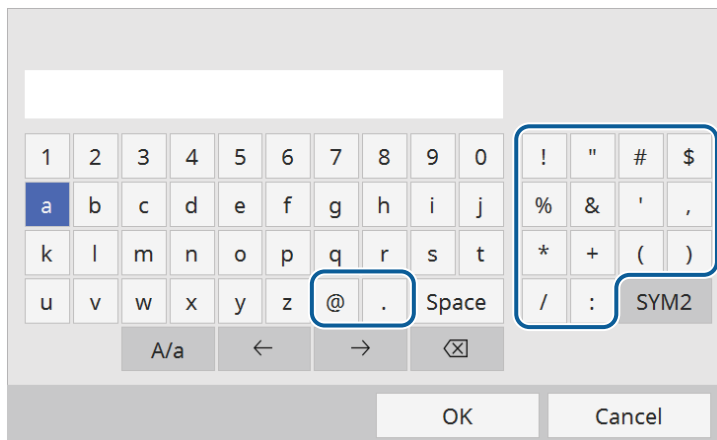 1 2 3 4 5 6 7 8 9 0 ! " # $
a b c d e f g h i j % & ' ,
k l m n o p q r s t * + ( )
u v w x y z @ . Space / : SYM2
A/a ← → ⌫
OK Cancel